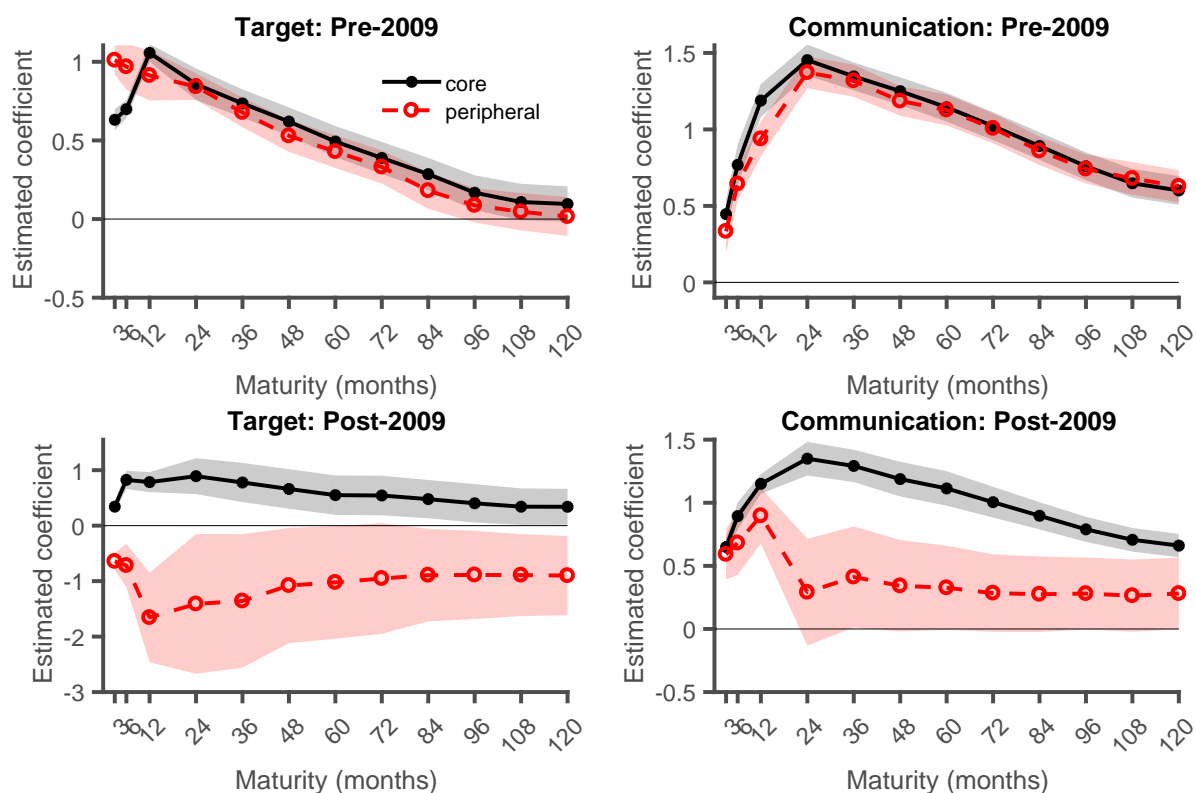 Target: Pre-2009
Estimated coefficient
1
0.5
0
-0.5
core
peripheral
3 6 12 24 36 48 60 72 84 96 108 120
Maturity (months)
Communication: Pre-2009
Estimated coefficient
1.5
1
0.5
0
3 6 12 24 36 48 60 72 84 96 108 120
Maturity (months)
Target: Post-2009
Estimated coefficient
1
0
-1
-2
-3
3 6 12 24 36 48 60 72 84 96 108 120
Maturity (months)
Communication: Post-2009
Estimated coefficient
1.5
1
0.5
0
-0.5
3 6 12 24 36 48 60 72 84 96 108 120
Maturity (months)